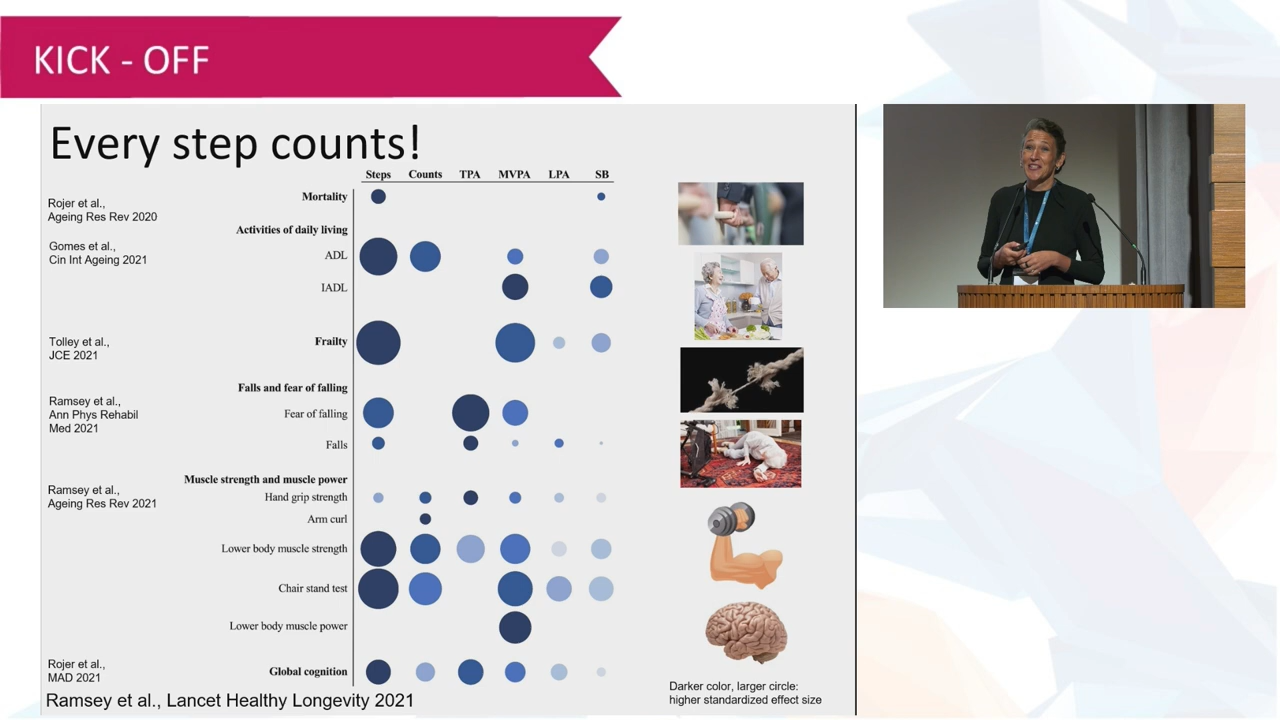 KICK - OFF
Every step counts!
Steps Counts TPA MVPA LPA SB
Rojer et al.,
Ageing Res Rev 2020
Mortality
Activities of daily living
Gomes et al.,
Cin Int Ageing 2021
ADL
IADL
Tolley et al.,
JCE 2021
Frailty
Falls and fear of falling
Ramsey et al.,
Ann Phys Rehabil
Med 2021
Fear of falling
Falls
Muscle strength and muscle power
Ramsey et al.,
Ageing Res Rev 2021
Hand grip strength
Arm curl
Lower body muscle strength
Chair stand test
Lower body muscle power
Rojer et al.,
MAD 2021
Global cognition
Ramsey et al., Lancet Healthy Longevity 2021
Darker color, larger circle:
higher standardized effect size